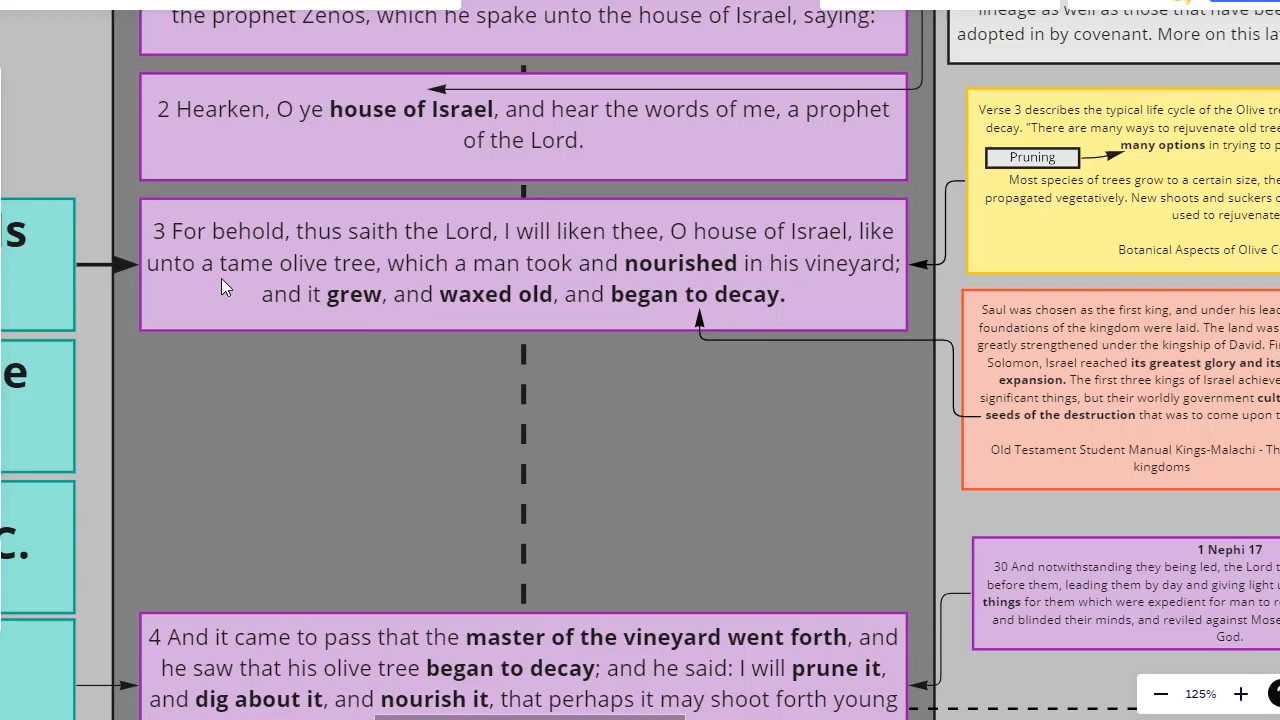 the prophet Zenos, which he spake unto the house of Israel, saying:
2 Hearken, O ye house of Israel, and hear the words of me, a prophet
of the Lord.
3 For behold, thus saith the Lord, I will liken thee, O house of Israel, like
unto a tame olive tree, which a man took and nourished in his vineyard;
and it grew, and waxed old, and began to decay.
4 And it came to pass that the master of the vineyard went forth, and
he saw that his olive tree began to decay; and he said: I will prune it,
and dig about it, and nourish it, that perhaps it may shoot forth young
e
C.
lineage as well as those that have
adopted in by covenant. More on this
Verse 3 describes the typical life cycle of the Olive
decay. "There are many ways to rejuvenate old
many options in trying to
Pruning
Most species of trees grow to a certain size,
propagated vegetatively. New shoots and suckers
used to rejuvenate
Botanical Aspects of Olive
Saul was chosen as the first king, and under his
foundations of the kingdom were laid. The land was
greatly strengthened under the kingship of David.
Solomon, Israel reached its greatest glory and its
expansion. The first three kings of Israel
significant things, but their worldly government
seeds of the destruction that was to come upon
Old Testament Student Manual Kings-Malachi -
kingdoms
1 Nephi 17
30 And notwithstanding they being led, the Lord
before them, leading them by day and giving light
things for them which were expedient for man to
and blinded their minds, and reviled against
God.
125%